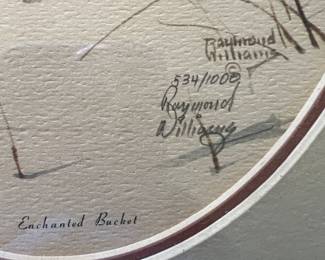 Raymond
Williams
©
534/1000
Raymond
Williams
Enchanted Bucket